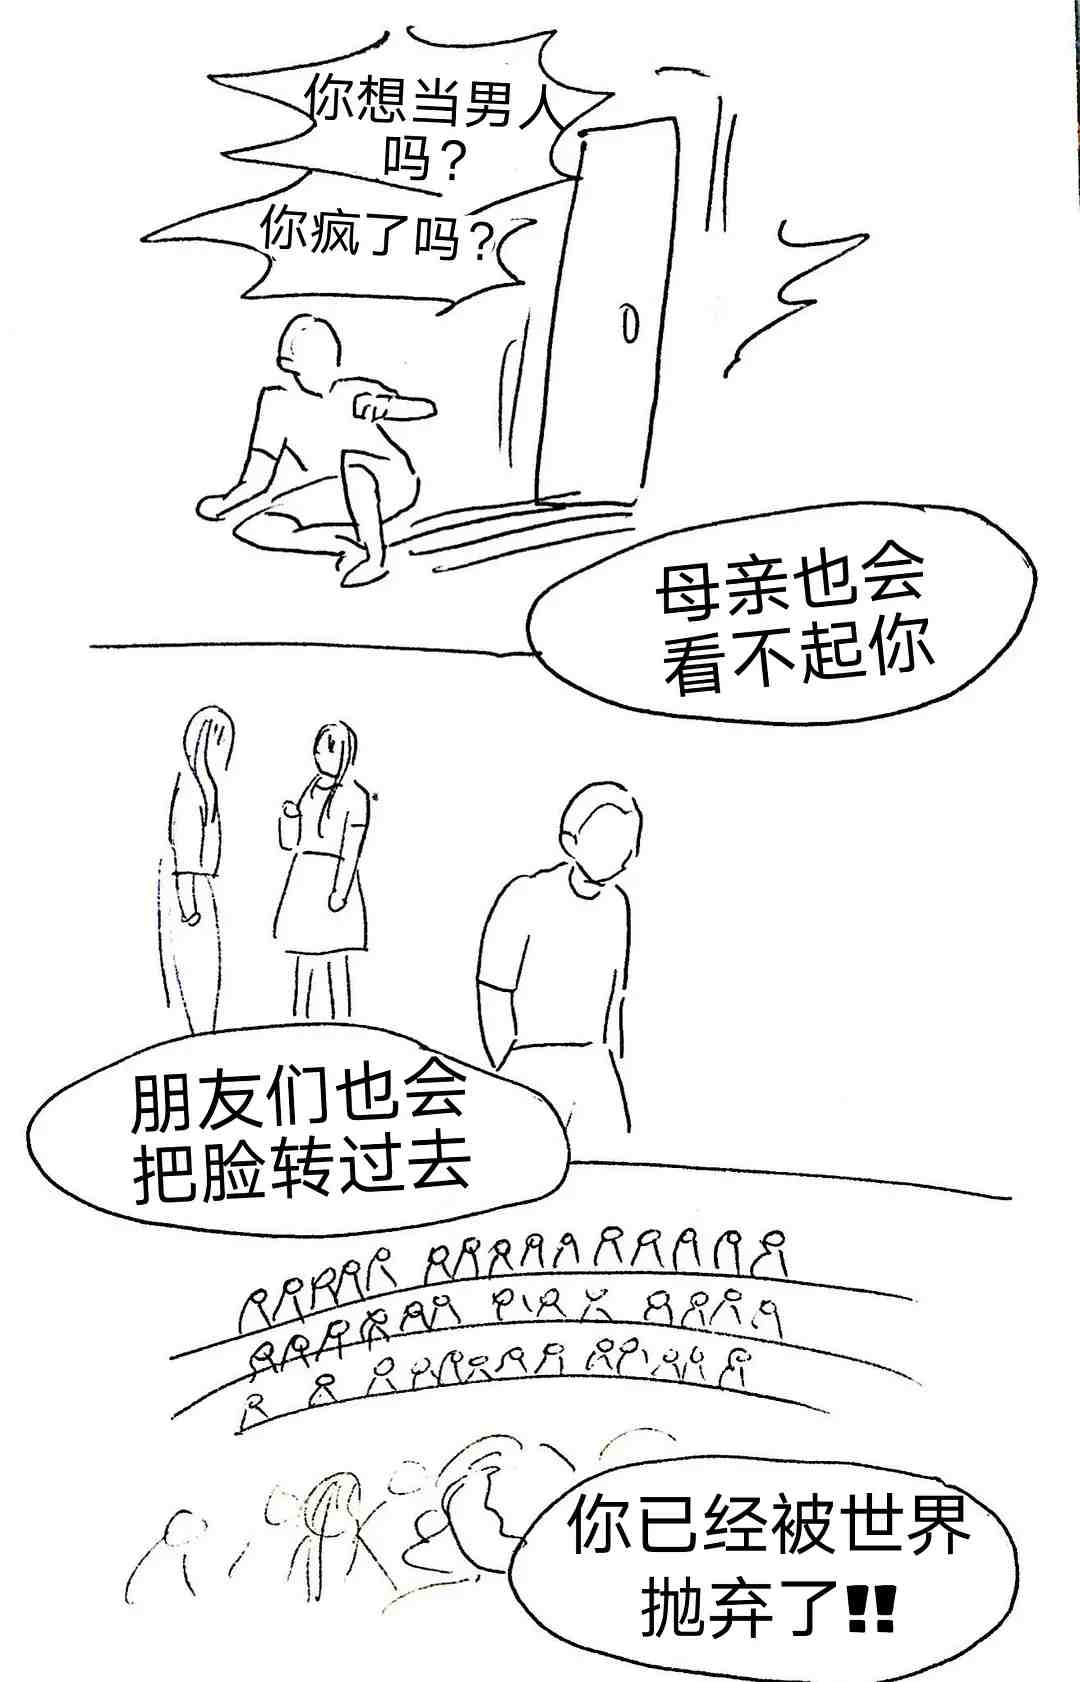 你想当男人
吗？
你疯了吗？
母亲也会
看不起你
朋友们也会
把脸转过去
你已经被世界
抛弃了!!